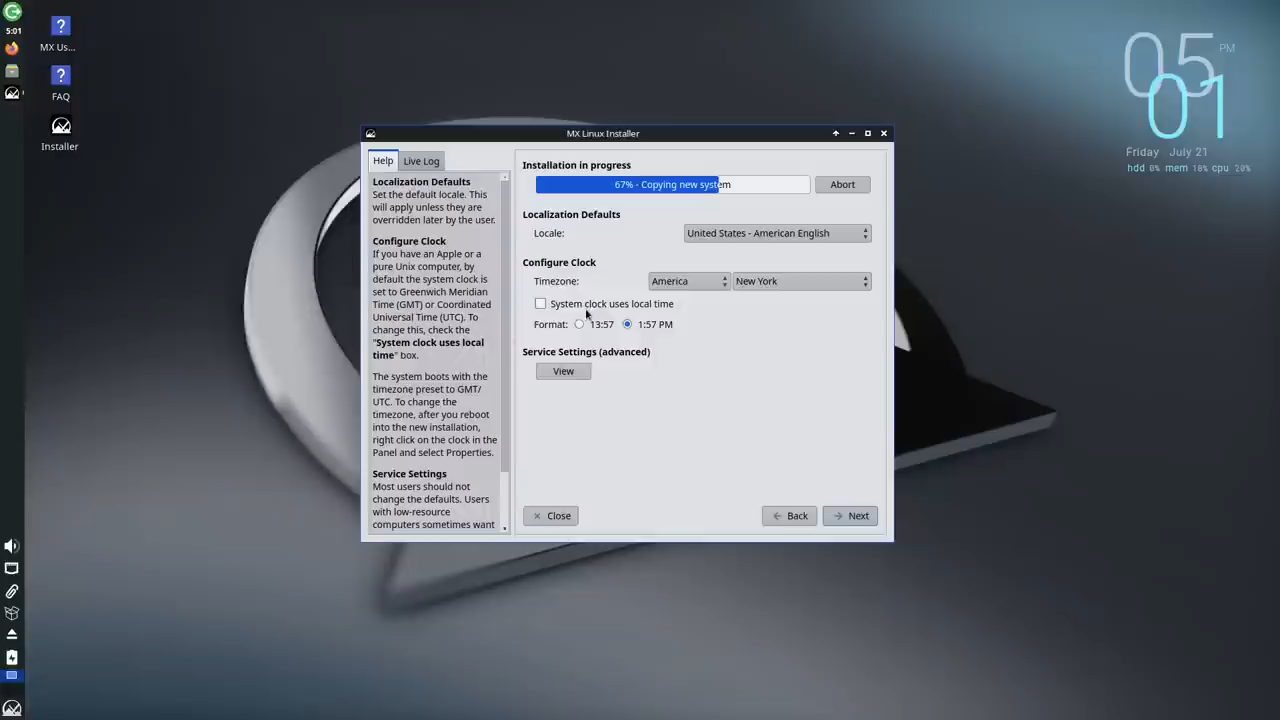 5:01
MX Us...
FAQ
Installer
05 PM
01
Friday July 21
hdd 0% mem 18% cpu 20%
MX Linux Installer
Help
Live Log
Localization Defaults
Set the default locale. This
will apply unless they are
overridden later by the user.
Configure Clock
If you have an Apple or a
pure Unix computer, by
default the system clock is
set to Greenwich Meridian
Time (GMT) or Coordinated
Universal Time (UTC). To
change this, check the
"System clock uses local
time" box.
The system boots with the
timezone preset to GMT/
UTC. To change the
timezone, after you reboot
into the new installation,
right click on the clock in the
Panel and select Properties.
Service Settings
Most users should not
change the defaults. Users
with low-resource
computers sometimes want
Installation in progress
67% - Copying new system
Abort
Localization Defaults
Locale: United States - American English
Configure Clock
Timezone: America New York
System clock uses local time
Format: 13:57 1:57 PM
Service Settings (advanced)
View
Close
Back
Next